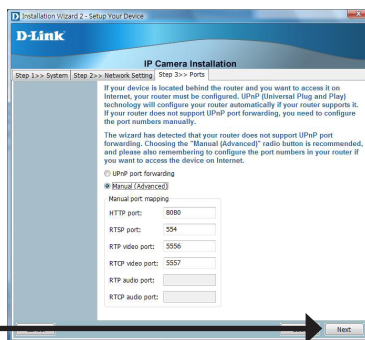 Installation Wizard 2 - Setup Your Device
D-Link
IP Camera Installation
Step 1>> System
Step 2>> Network Setting
Step 3>> Ports
If your device is located behind the router and you want to access it on
Internet, your router must be configured. UPnP (Universal Plug and Play)
technology will configure your router automatically if your router supports it.
If your router does not support UPnP port forwarding, you need to configure
the port numbers manually.
The wizard has detected that your router does not support UPnP port
forwarding. Choosing the "Manual (Advanced)" radio button is recommended,
and please also remembering to configure the port numbers in your router if
you want to access the device on Internet.
UPnP port forwarding
Manual (Advanced)
Manual port mapping
HTTP port: 8080
RTSP port: 554
RTP video port: 5556
RTCP video port: 5557
RTP audio port:
RTCP audio port:
Next